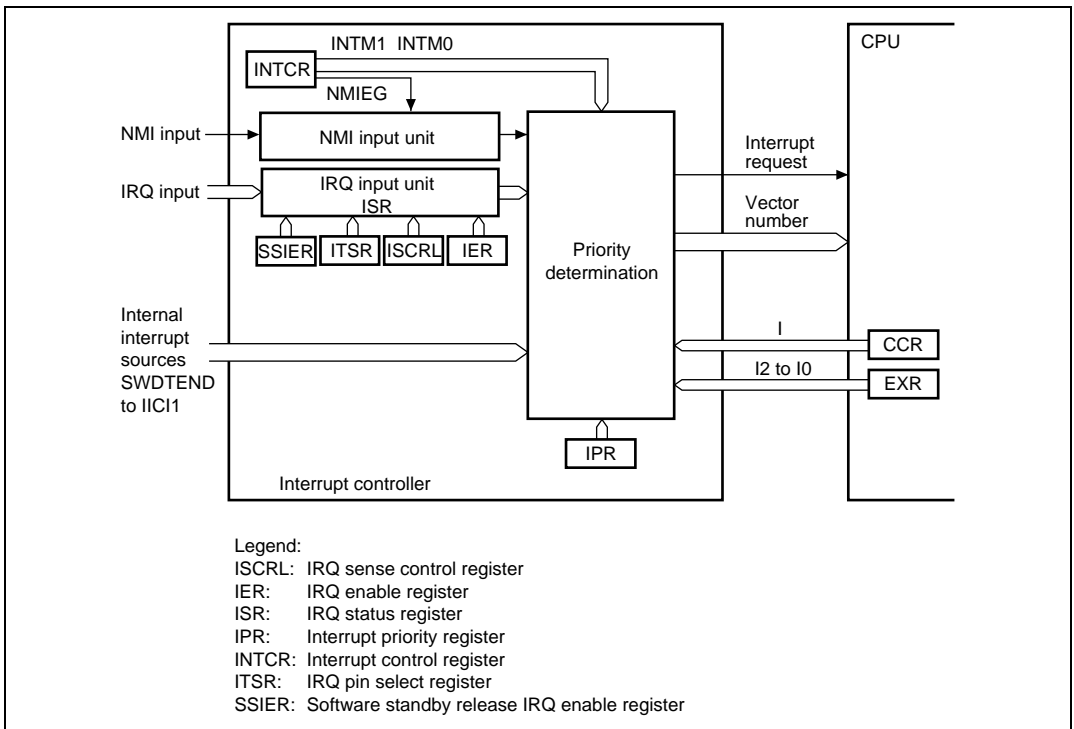 INTM1 INTM0
CPU
INTCR
NMIEG
NMI input
NMI input unit
Interrupt
request
IRQ input
IRQ input unit
ISR
Vector
number
SSIER
ITSR
ISCRL
IER
Priority
determination
Internal
interrupt
sources
SWDTEND
to IICI1
I
CCR
I2 to I0
EXR
IPR
Interrupt controller
Legend:
ISCRL: IRQ sense control register
IER: IRQ enable register
ISR: IRQ status register
IPR: Interrupt priority register
INTCR: Interrupt control register
ITSR: IRQ pin select register
SSIER: Software standby release IRQ enable register